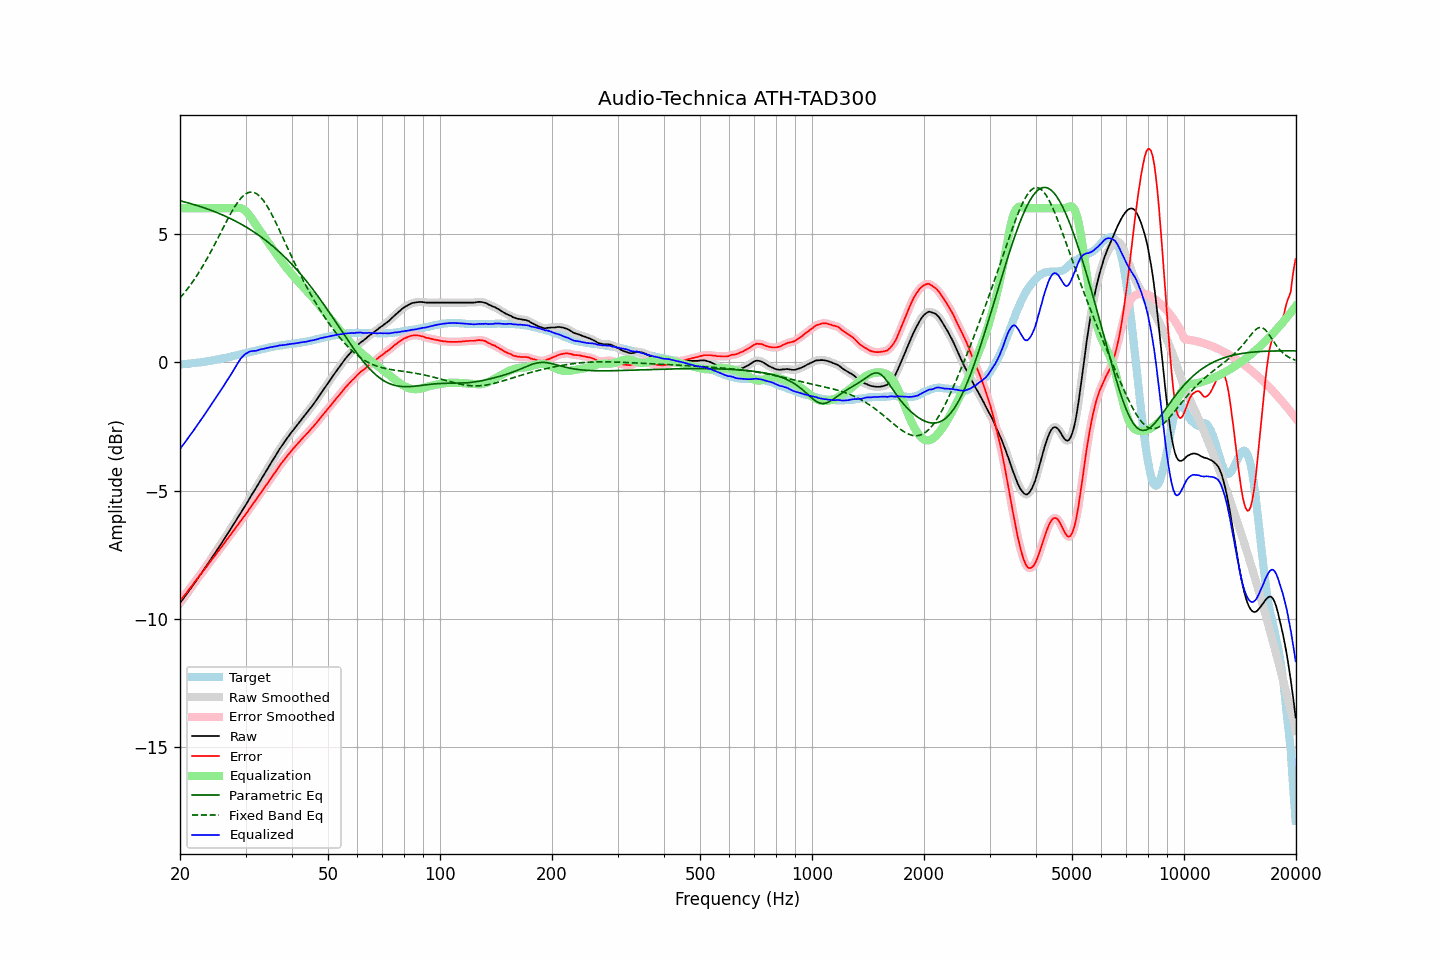 Audio-Technica ATH-TAD300
Amplitude (dBr)
5
0
−5
−10
−15
Target
Raw Smoothed
Error Smoothed
Raw
Error
Equalization
Parametric Eq
Fixed Band Eq
Equalized
20
50
100
200
500
1000
2000
5000
10000
20000
Frequency (Hz)